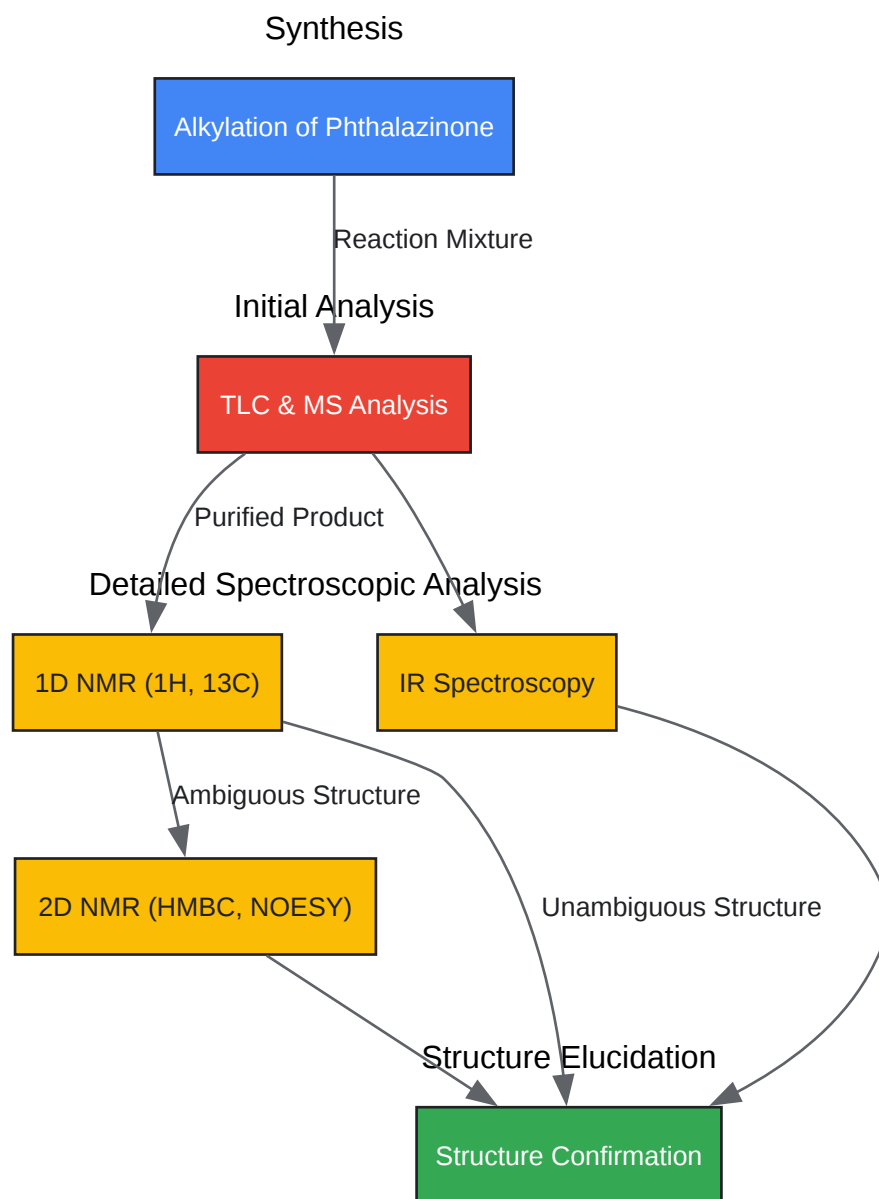 Synthesis
Alkylation of Phthalazinone
Reaction Mixture
Initial Analysis
TLC & MS Analysis
Purified Product
Detailed Spectroscopic Analysis
1D NMR (1H, 13C)
IR Spectroscopy
Ambiguous Structure
2D NMR (HMBC, NOESY)
Unambiguous Structure
Structure Elucidation
Structure Confirmation